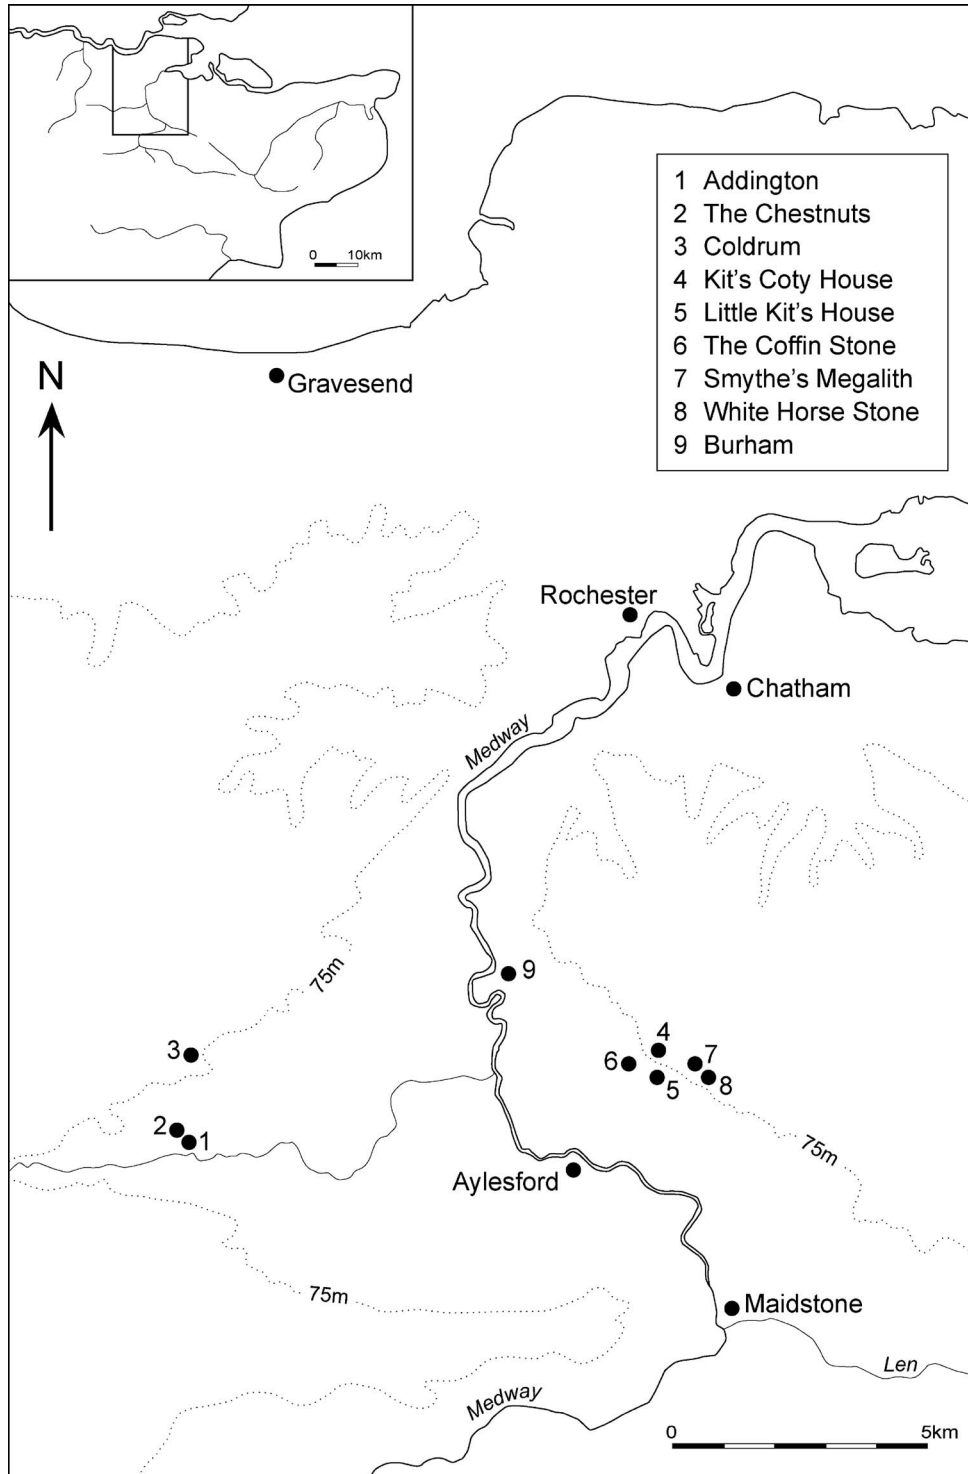 0 10km
1 Addington
2 The Chestnuts
3 Coldrum
4 Kit's Coty House
5 Little Kit's House
6 The Coffin Stone
7 Smythe's Megalith
8 White Horse Stone
9 Burham
N
Gravesend
Rochester
Chatham
Medway
9
75m
3
4
6
7
5
8
2
1
75m
Aylesford
75m
Maidstone
Len
Medway
0 5km